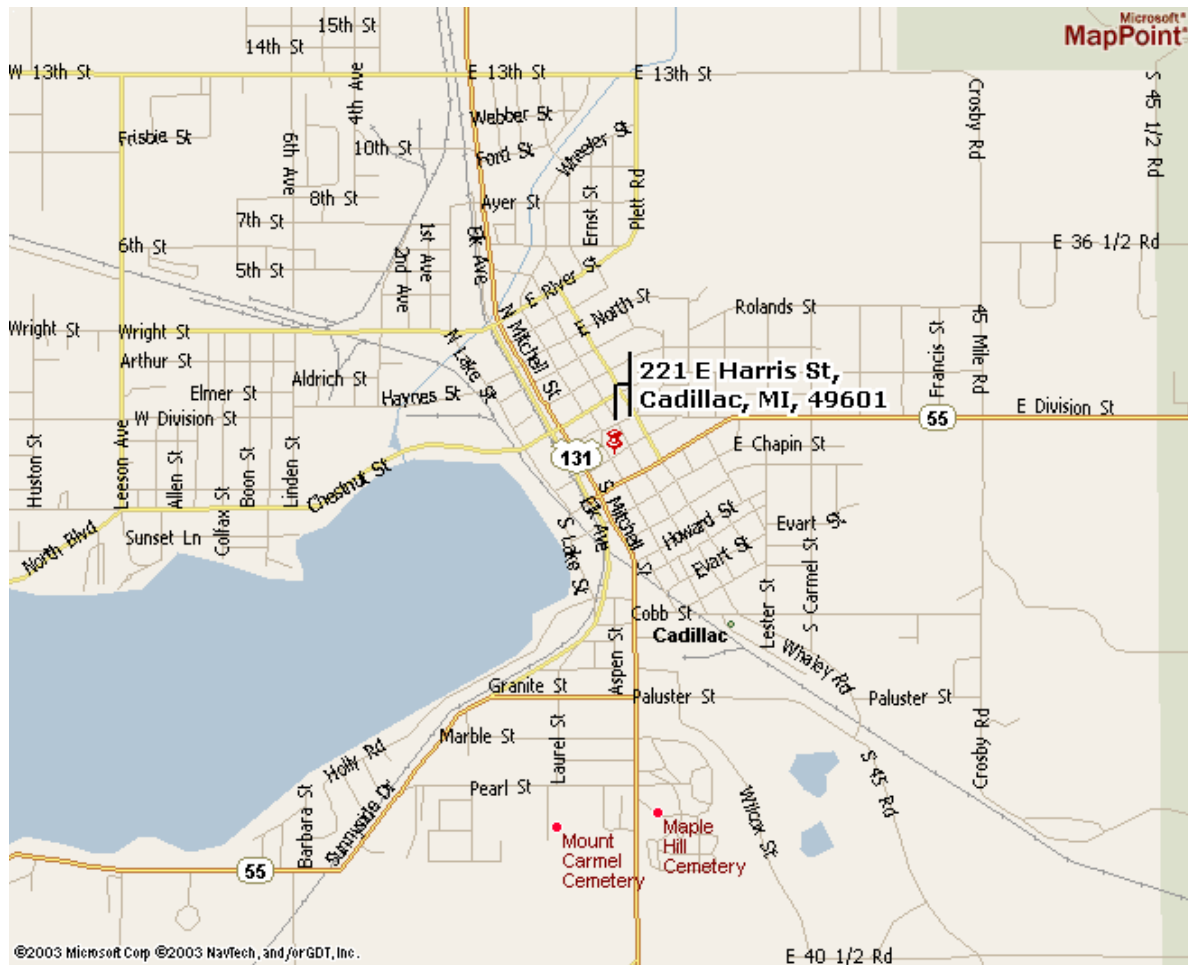 Microsoft®
MapPoint®
15th St
14th St
W 13th St
E 13th St
E 13th St
4th Ave
Webber St
Crosby Rd
S 45 1/2 Rd
Frisbie St
6th Ave
10th St
Ford St
Wheeler St
8th St
Ayer St
Ernst St
Plett Rd
7th St
1st Ave
Elk Ave
6th St
2nd Ave
E 36 1/2 Rd
5th St
E River St
N Mitchell St
E North St
Rolands St
45 Mile Rd
Wright St
Wright St
N Lake St
Francis St
Arthur St
Aldrich St
221 E Harris St,
Cadillac, MI, 49601
Elmer St
Haynes St
W Division St
E Division St
55
Huston St
Leeson Ave
Allen St
Colfax St
Boon St
Linden St
Chestnut St
131
E Chapin St
S Mitchell St
Elk Ave
Howard St
Evart St
Evart St
North Blvd
Sunset Ln
S Lake St
Lester St
S Carmel St
Cobb St
Cadillac
Aspen St
Whaley Rd
Granite St
Paluster St
Paluster St
Crosby Rd
Marble St
Laurel St
Holly Rd
S 45 Rd
Pearl St
Wilcox St
Barbara St
Sunnyside Dr
Mount
Carmel
Cemetery
Maple
Hill
Cemetery
55
©2003 Microsoft Corp ©2003 NavTech, and/or GDT, Inc.
E 40 1/2 Rd